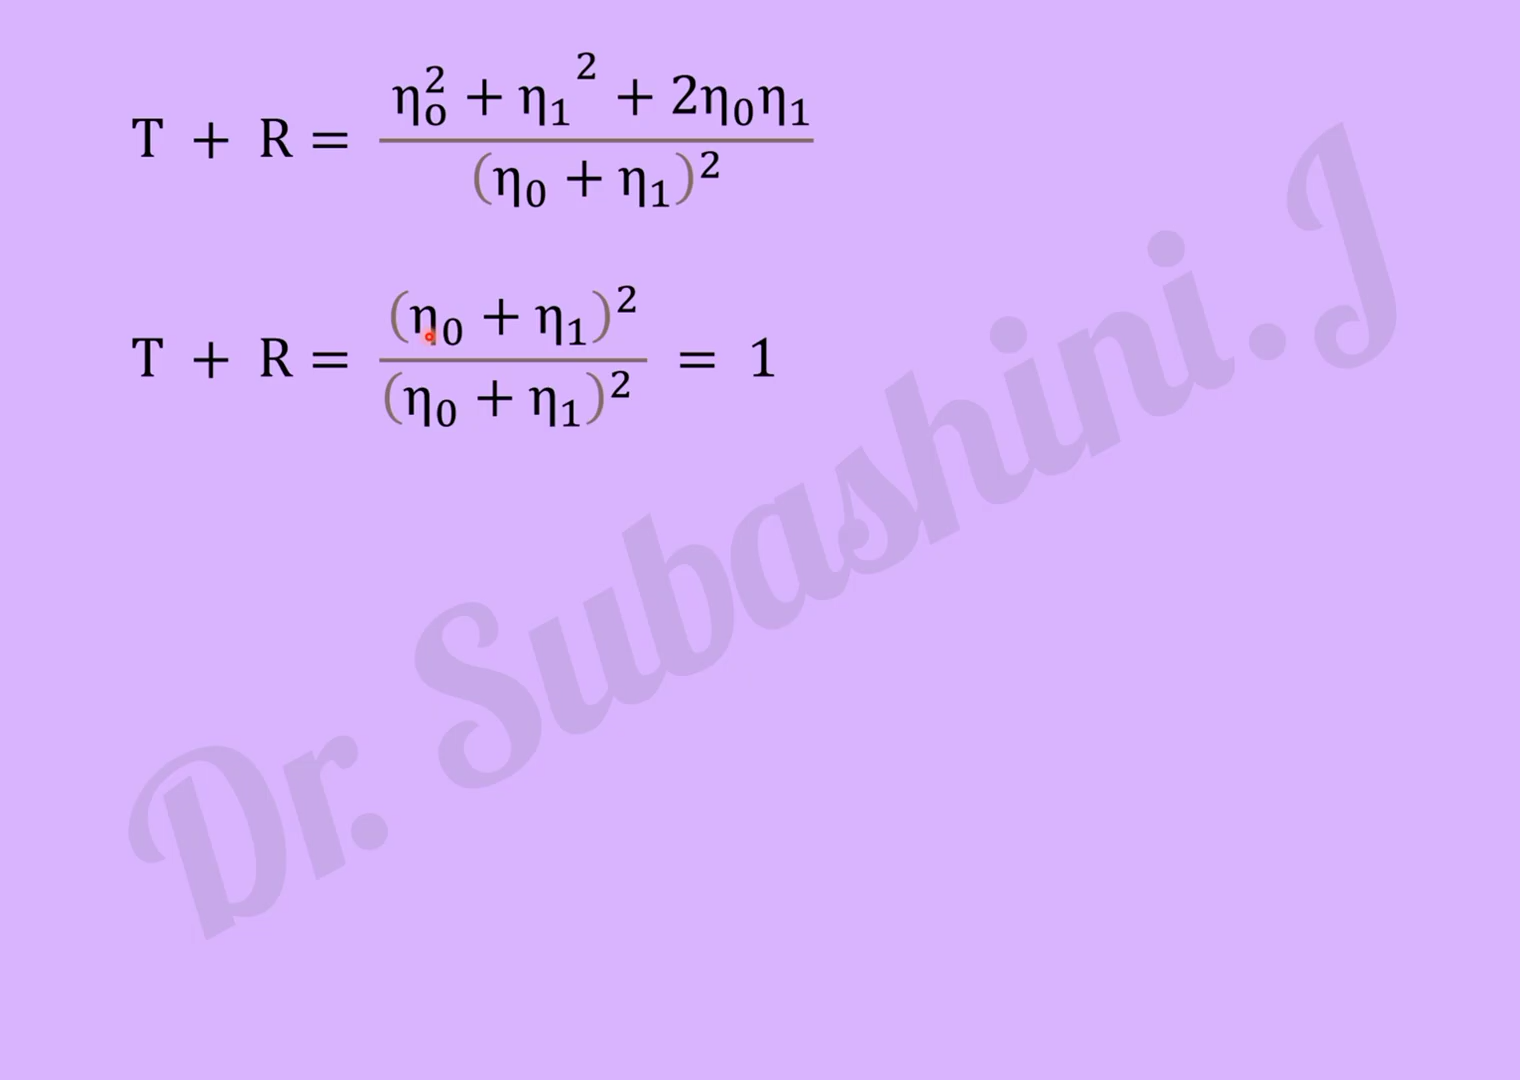 T + R = (η₀² + η₁² + 2η₀η₁) / (η₀ + η₁)²
T + R = (η₀ + η₁)² / (η₀ + η₁)² = 1
Dr. Subashini.J